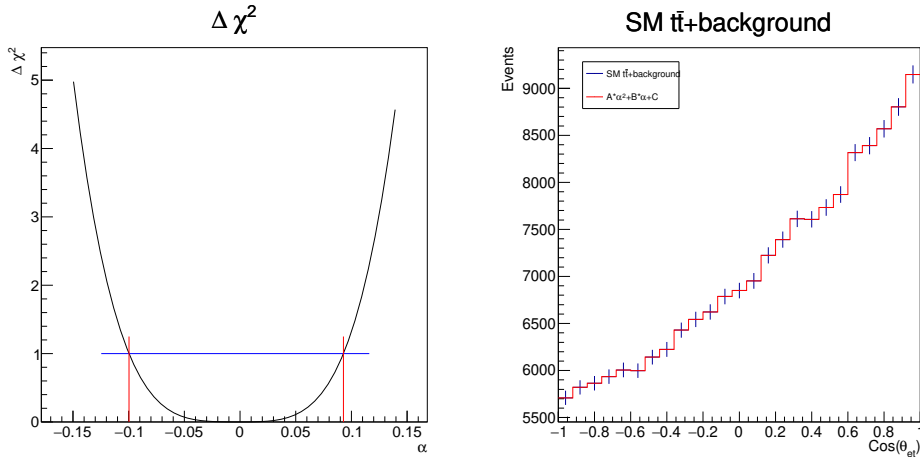 Δ χ²
Δ χ²
5
4
3
2
1
0
−0.15 −0.1 −0.05 0 0.05 0.1 0.15
α
SM tt̄+background
Events
SM tt̄+background
A*α²+B*α+C
9000
8500
8000
7500
7000
6500
6000
5500
−1 −0.8 −0.6 −0.4 −0.2 0 0.2 0.4 0.6 0.8 1
Cos(θet)